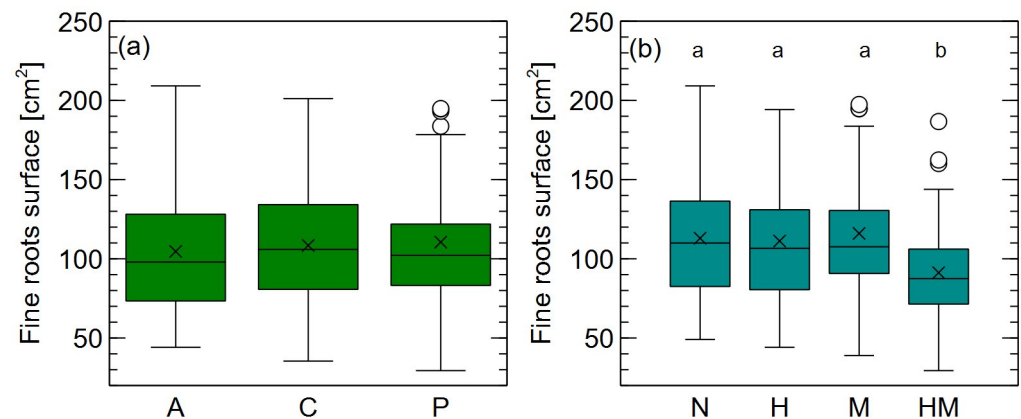 (a)
Fine roots surface [cm²]
250
200
150
100
50
A C P
(b)
a a a b
Fine roots surface [cm²]
250
200
150
100
50
N H M HM